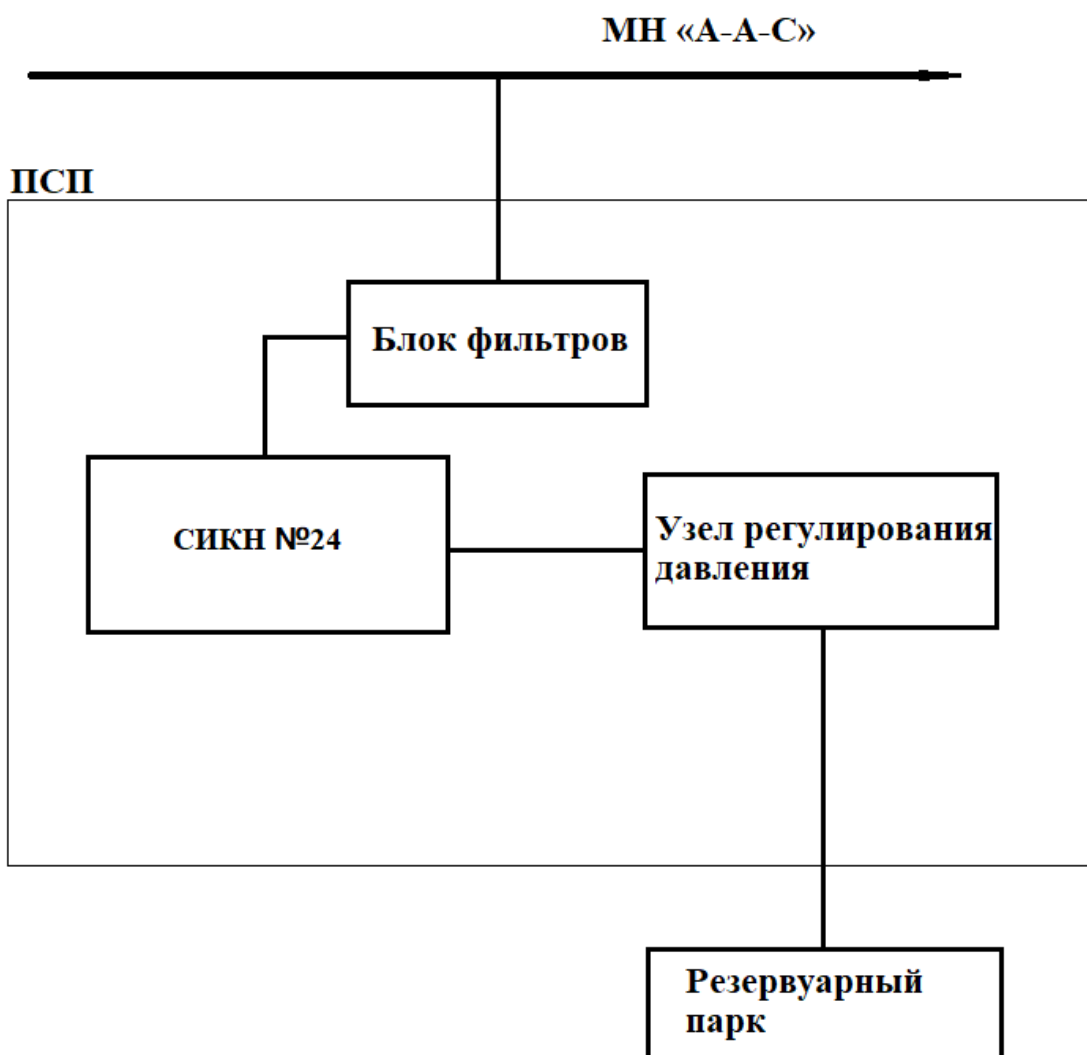 МН «А-А-С»
ПСП
Блок фильтров
СИКН №24
Узел регулирования
давления
Резервуарный
парк